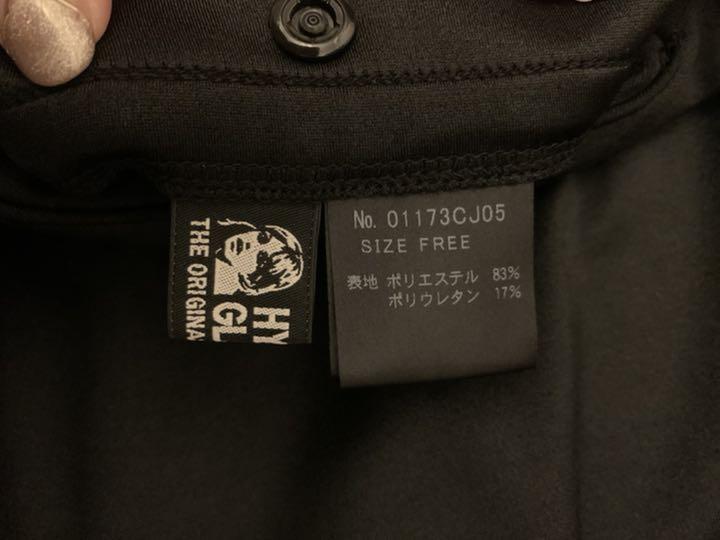 THE ORIGINA
HY
GL
No. 01173CJ05
SIZE FREE
表地 ポリエステル 83%
ポリウレタン 17%